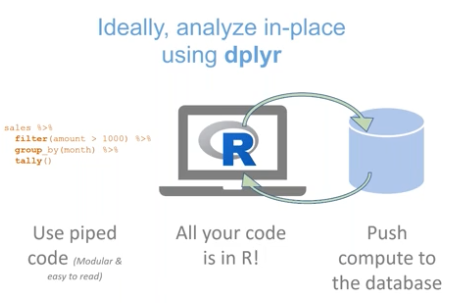 Ideally, analyze in-place
using dplyr
sales %>%
filter(amount > 1000) %>%
group_by(month) %>%
tally()
R
Use piped
code (Modular &
easy to read)
All your code
is in R!
Push
compute to
the database